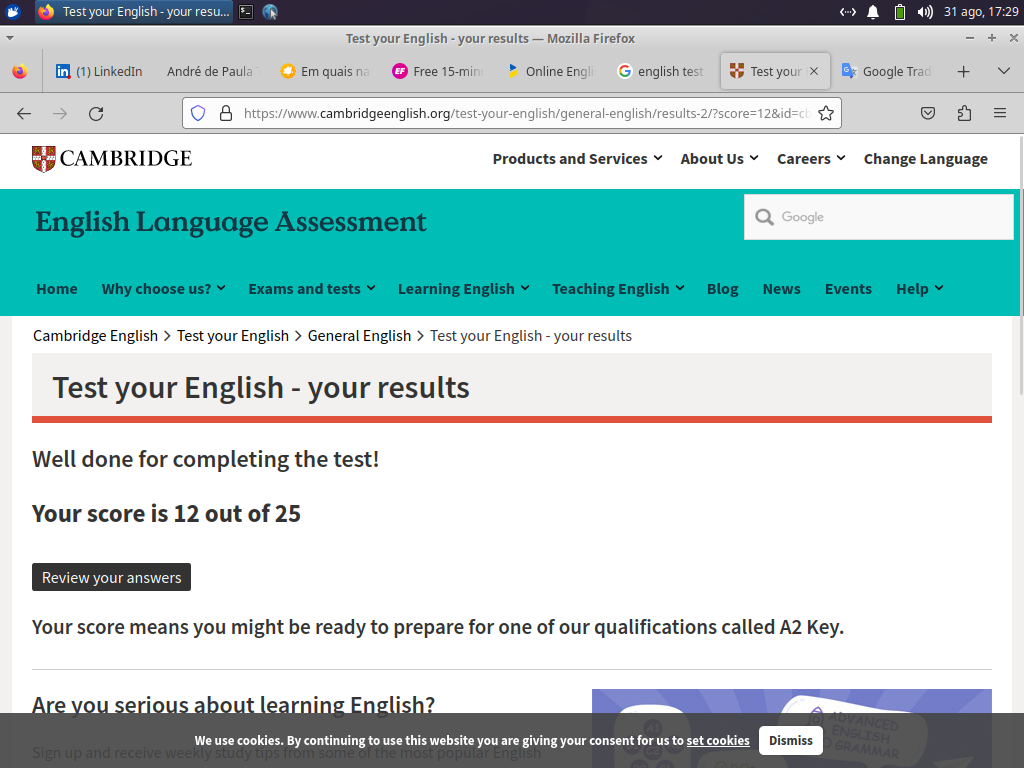 Test your English - your resu...
31 ago, 17:29
Test your English - your results — Mozilla Firefox
(1) LinkedIn
André de Paula
Em quais na
Free 15-min
Online Engli
english test
Test your
Google Trad
https://www.cambridgeenglish.org/test-your-english/general-english/results-2/?score=12&id=cb
CAMBRIDGE
Products and Services
About Us
Careers
Change Language
English Language Assessment
Google
Home
Why choose us?
Exams and tests
Learning English
Teaching English
Blog
News
Events
Help
Cambridge English > Test your English > General English > Test your English - your results
Test your English - your results
Well done for completing the test!
Your score is 12 out of 25
Review your answers
Your score means you might be ready to prepare for one of our qualifications called A2 Key.
Are you serious about learning English?
Sign up and receive weekly study tips from some of the most popular English
ADVANCED
ENGLISH
GRAMMAR
We use cookies. By continuing to use this website you are giving your consent for us to set cookies
Dismiss